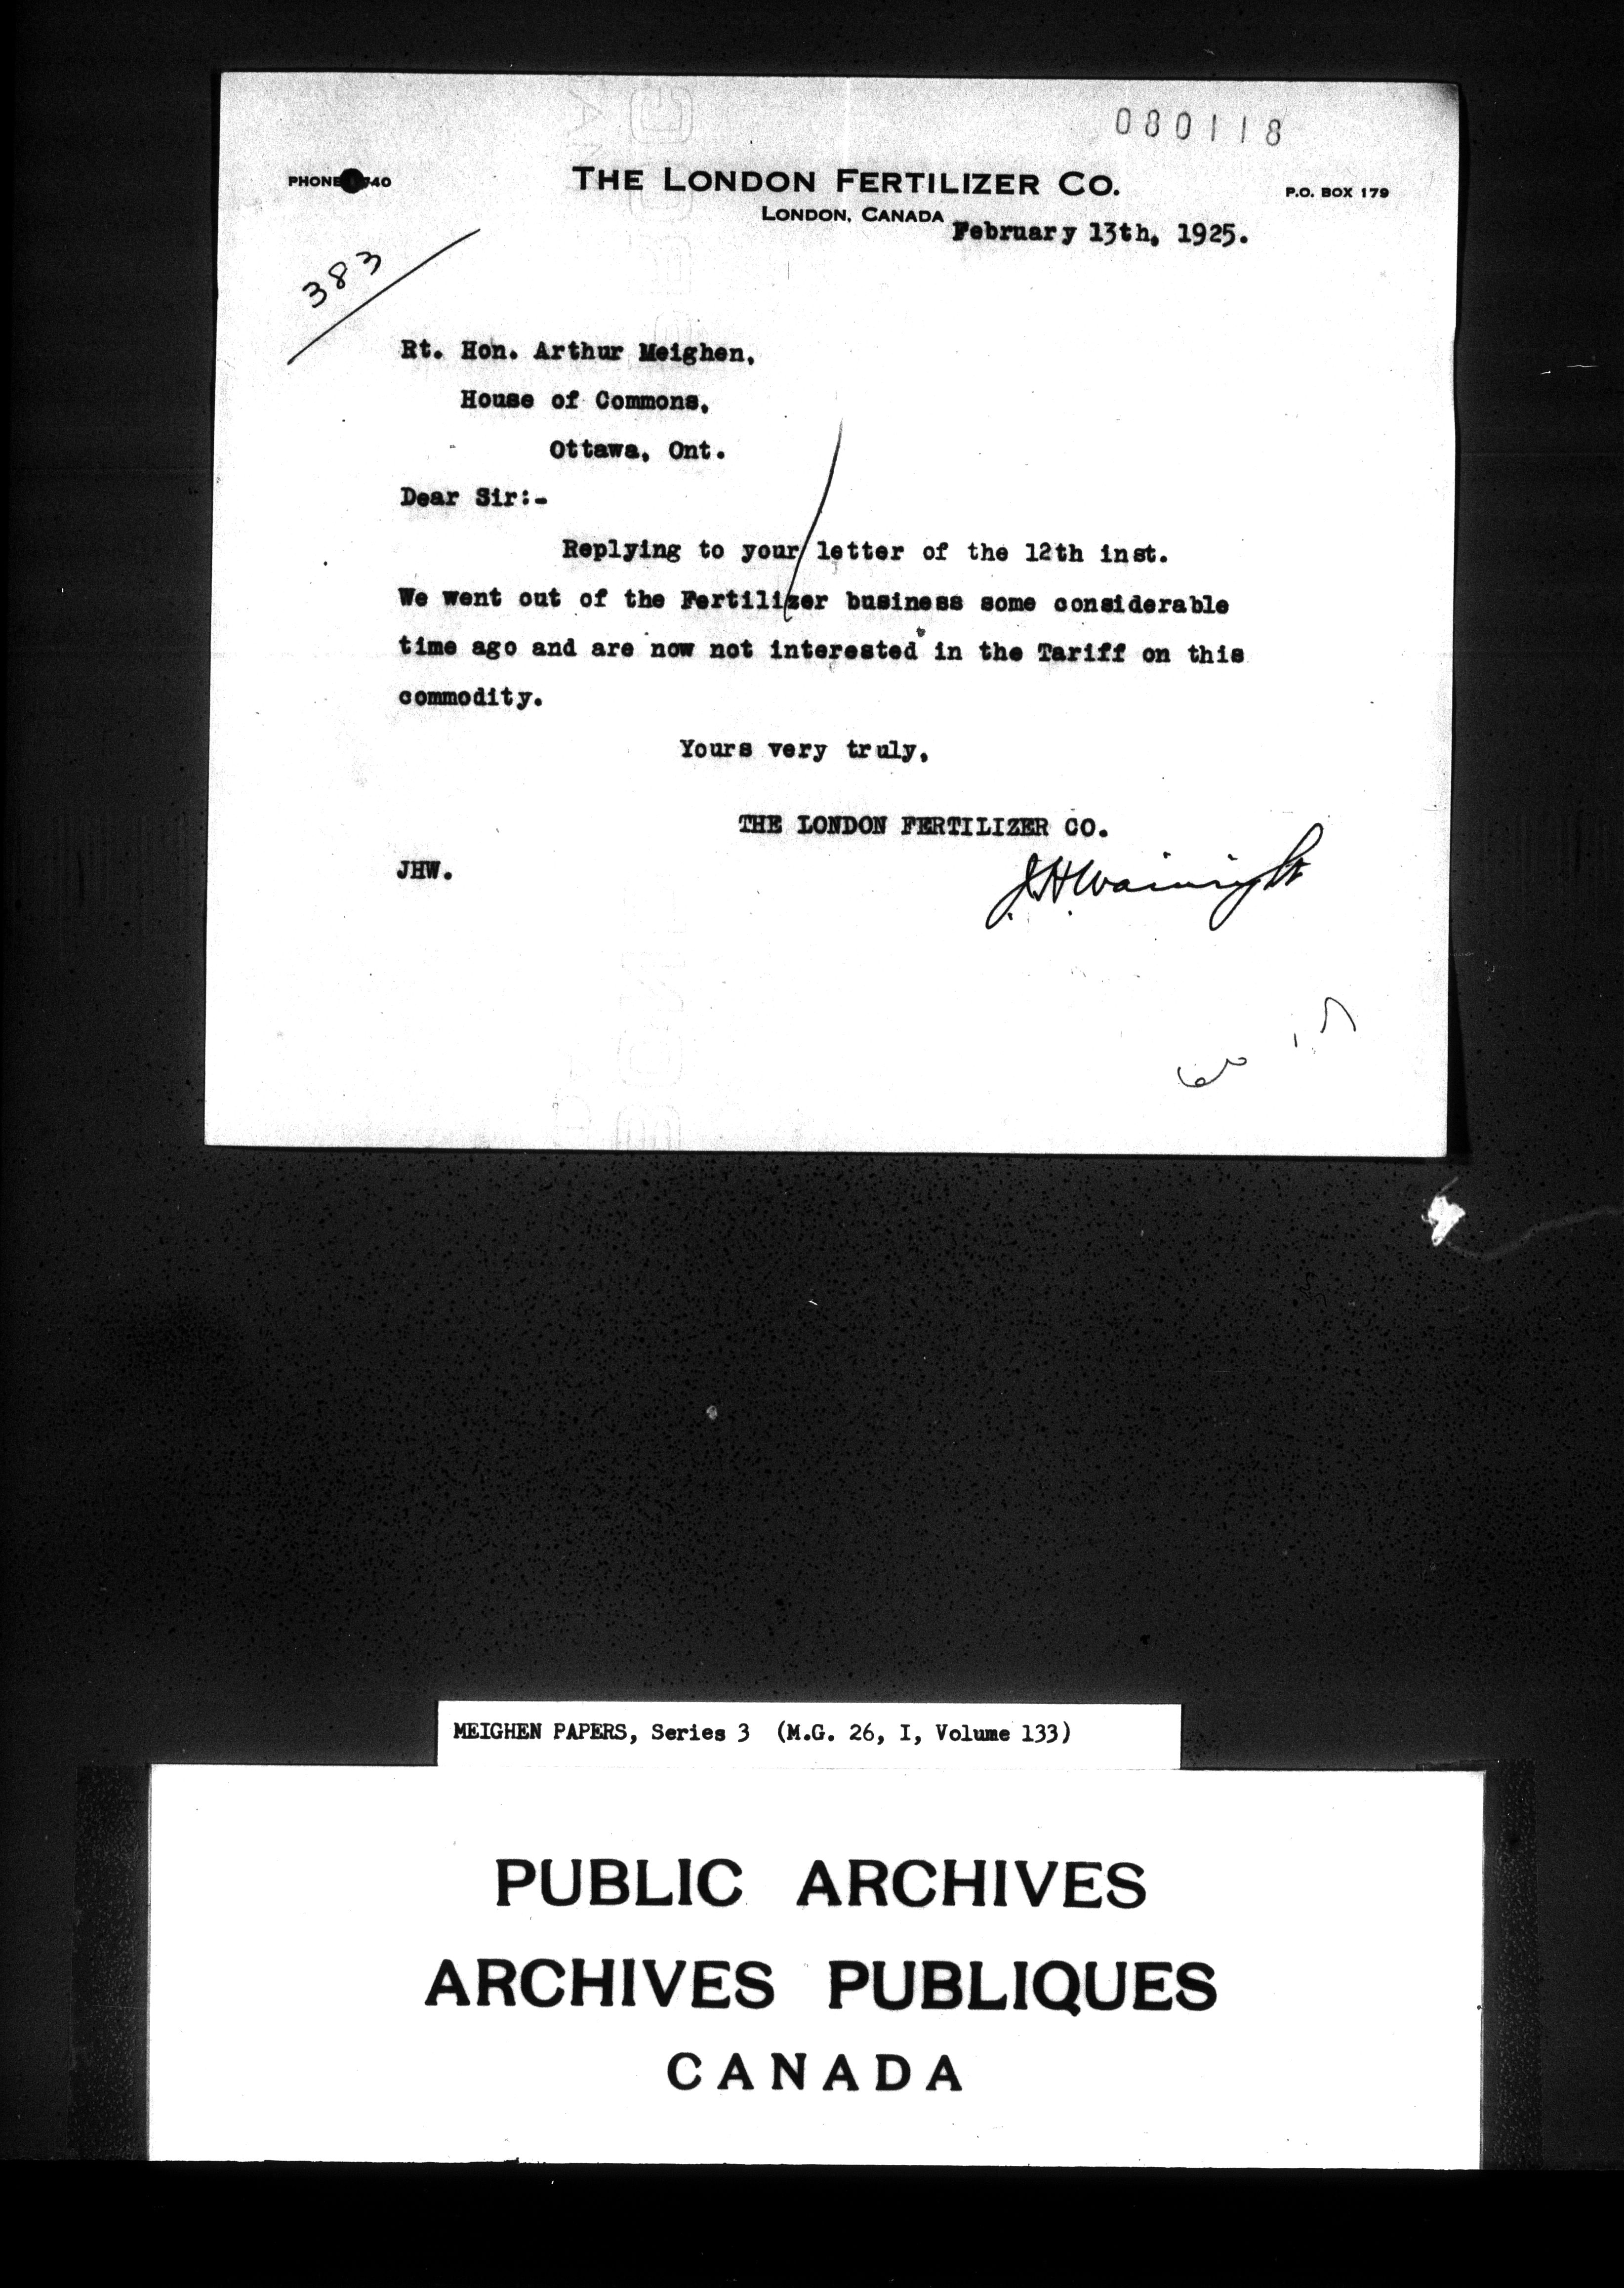 080118
PHONE 40
THE LONDON FERTILIZER CO.
P.O. BOX 179
LONDON, CANADA
February 13th, 1925.
383
Rt. Hon. Arthur Meighen,
House of Commons,
Ottawa, Ont.
Dear Sir:-
Replying to your letter of the 12th inst.
We went out of the Fertilizer business some considerable
time ago and are now not interested in the Tariff on this
commodity.
Yours very truly,
THE LONDON FERTILIZER CO.
JHW.
J.H.Wainright
MEIGHEN PAPERS, Series 3 (M.G. 26, I, Volume 133)
PUBLIC ARCHIVES
ARCHIVES PUBLIQUES
CANADA